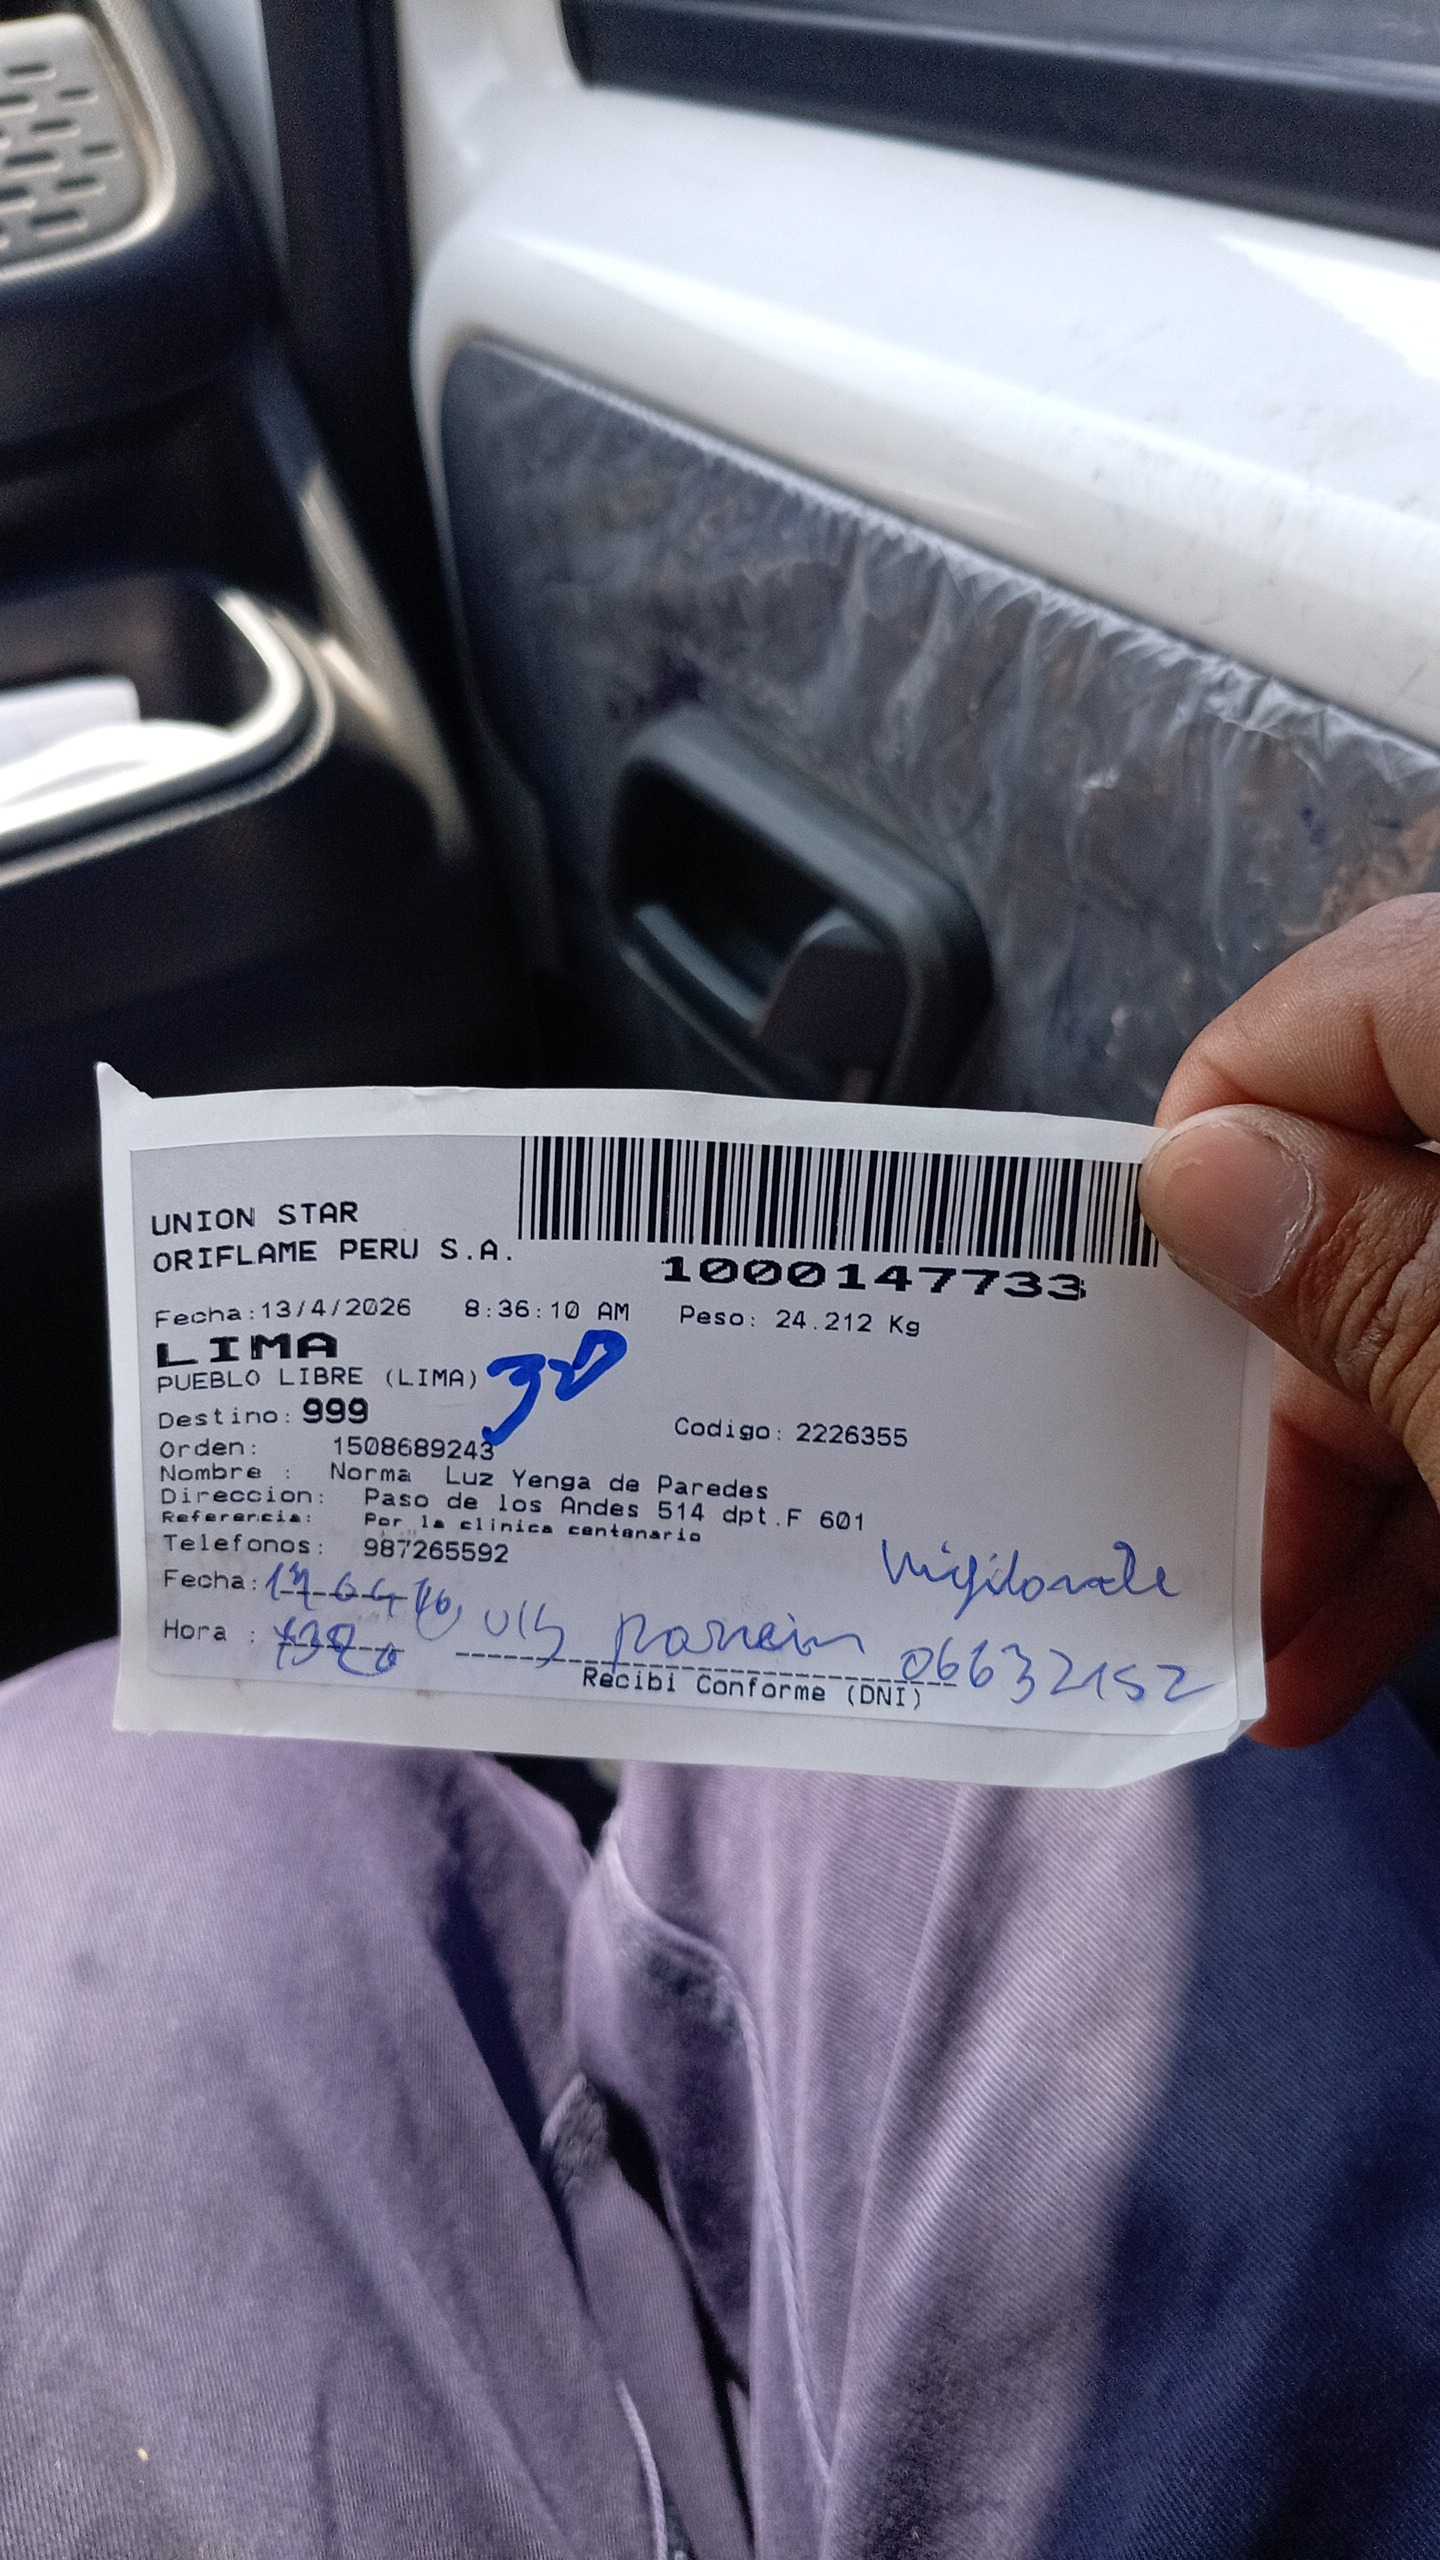 UNION STAR
ORIFLAME PERU S.A.
1000147733
Fecha:13/4/2026 8:36:10 AM Peso: 24.212 Kg
LIMA
PUEBLO LIBRE (LIMA)
Destino: 999
Codigo: 2226355
Orden: 1508689243
Nombre : Norma Luz Yenga de Paredes
Direccion: Paso de los Andes 514 dpt.F 601
Referencia: Por la clinica centenario
Telefonos: 987265592
Fecha:
Hora :
06632152
Recibi Conforme (DNI)